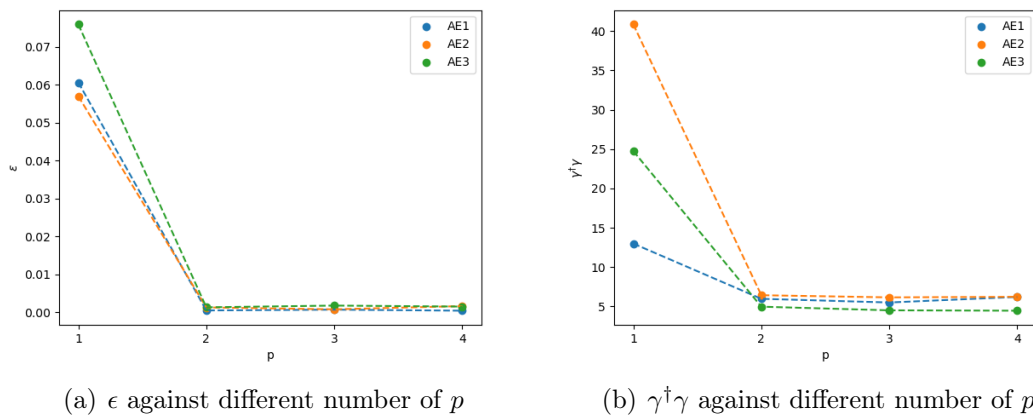 AE1
AE2
AE3
0.07
0.06
0.05
0.04
0.03
0.02
0.01
0.00
ε
1 2 3 4
p
AE1
AE2
AE3
40
35
30
25
20
15
10
5
γ†γ
1 2 3 4
p
(a) ϵ against different number of p
(b) γ†γ against different number of p